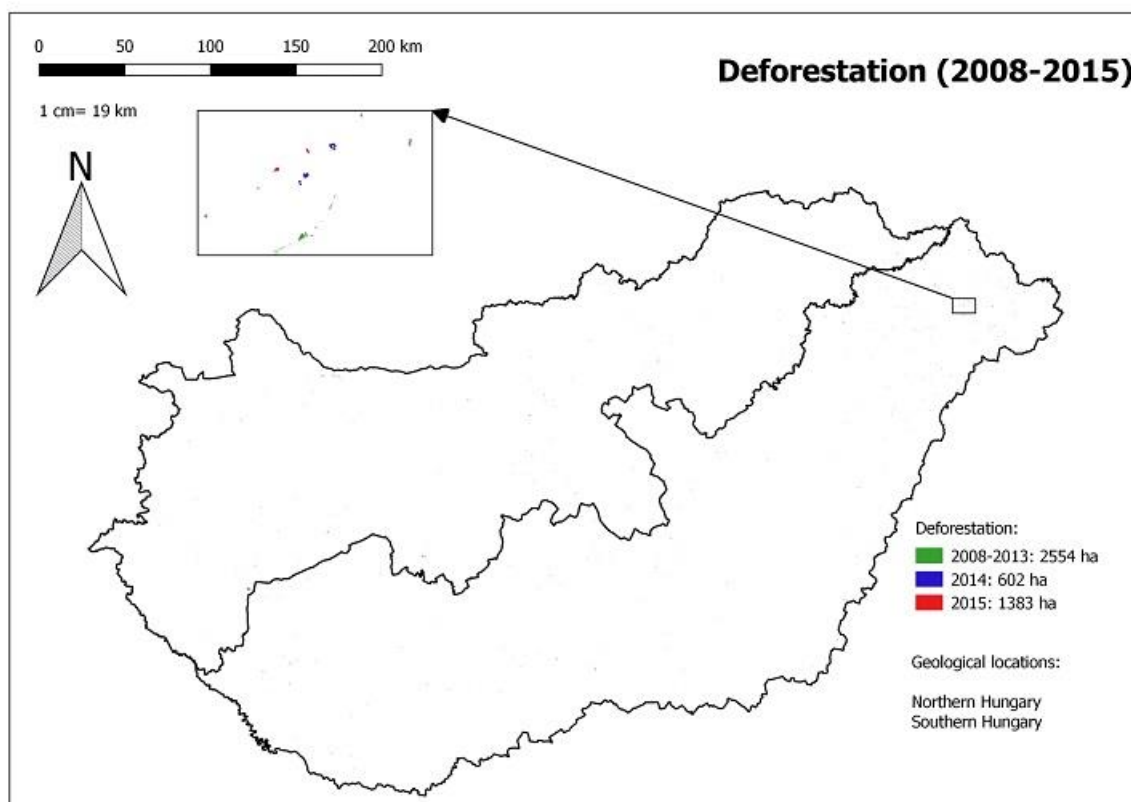 0 50 100 150 200 km
1 cm= 19 km
N
Deforestation (2008-2015)
Deforestation:
2008-2013: 2554 ha
2014: 602 ha
2015: 1383 ha
Geological locations:
Northern Hungary
Southern Hungary